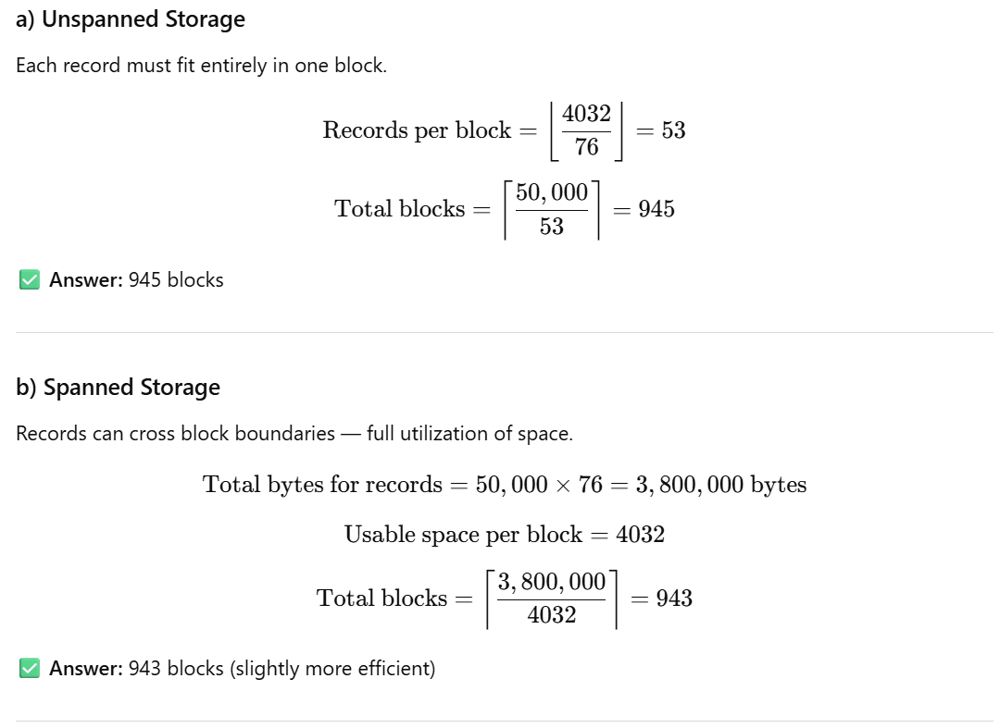 a) Unspanned Storage
Each record must fit entirely in one block.
Records per block = ⌊4032/76⌋ = 53
Total blocks = ⌈50,000/53⌉ = 945
✅ Answer: 945 blocks
b) Spanned Storage
Records can cross block boundaries — full utilization of space.
Total bytes for records = 50,000 × 76 = 3,800,000 bytes
Usable space per block = 4032
Total blocks = ⌈3,800,000/4032⌉ = 943
✅ Answer: 943 blocks (slightly more efficient)